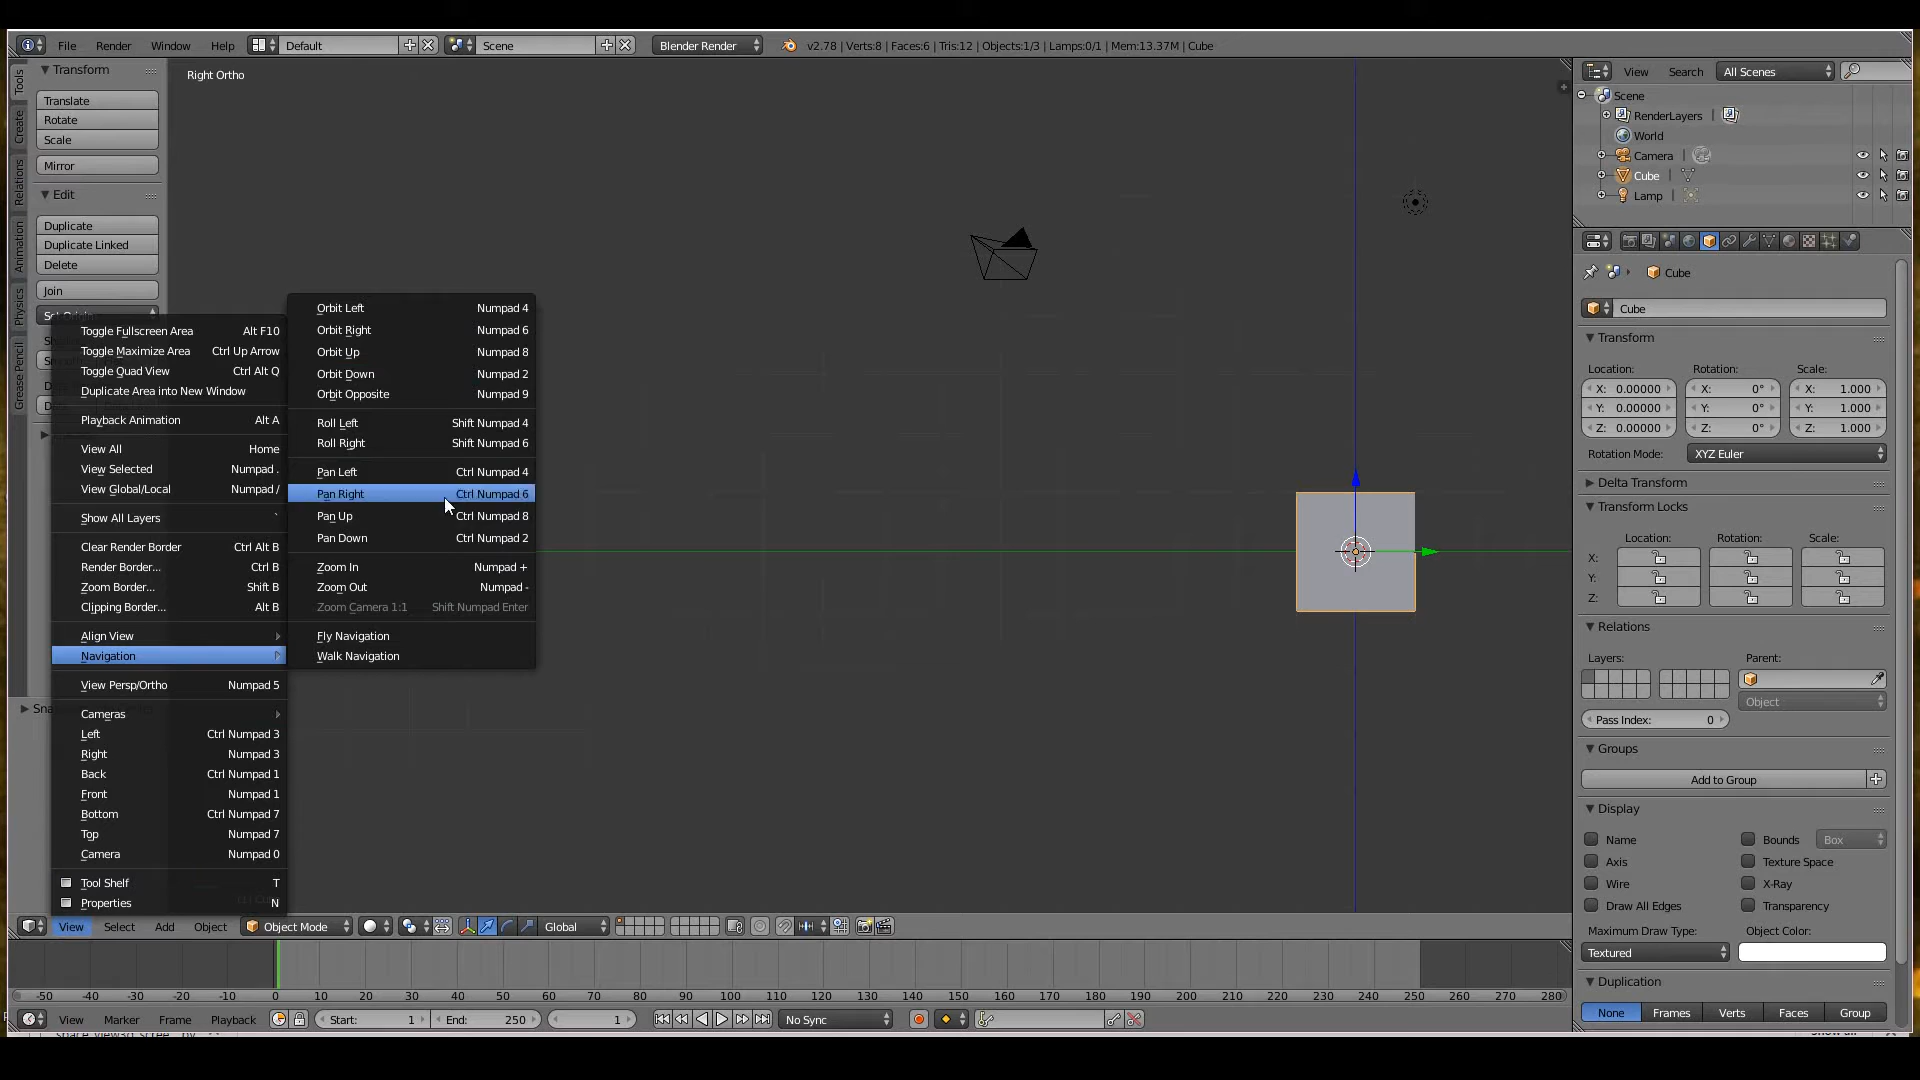 File Render Window Help Default Scene Blender Render v2.78 | Verts:8 | Faces:6 | Tris:12 | Objects:1/3 | Lamps:0/1 | Mem:13.37M | Cube
Tools
Create
Relations
Animation
Physics
Grease Pencil
Transform
Translate
Rotate
Scale
Mirror
Edit
Duplicate
Duplicate Linked
Delete
Join
Set Origin
Right Ortho
Toggle Fullscreen Area Alt F10
Toggle Maximize Area Ctrl Up Arrow
Toggle Quad View Ctrl Alt Q
Duplicate Area into New Window
Playback Animation Alt A
View All Home
View Selected Numpad .
View Global/Local Numpad /
Show All Layers `
Clear Render Border Ctrl Alt B
Render Border... Ctrl B
Zoom Border... Shift B
Clipping Border... Alt B
Align View
Navigation
View Persp/Ortho Numpad 5
Cameras
Left Ctrl Numpad 3
Right Numpad 3
Back Ctrl Numpad 1
Front Numpad 1
Bottom Ctrl Numpad 7
Top Numpad 7
Camera Numpad 0
Tool Shelf T
Properties N
Orbit Left Numpad 4
Orbit Right Numpad 6
Orbit Up Numpad 8
Orbit Down Numpad 2
Orbit Opposite Numpad 9
Roll Left Shift Numpad 4
Roll Right Shift Numpad 6
Pan Left Ctrl Numpad 4
Pan Right Ctrl Numpad 6
Pan Up Ctrl Numpad 8
Pan Down Ctrl Numpad 2
Zoom In Numpad +
Zoom Out Numpad -
Zoom Camera 1:1 Shift Numpad Enter
Fly Navigation
Walk Navigation
View Select Add Object Object Mode Global
-50 -40 -30 -20 -10 0 10 20 30 40 50 60 70 80 90 100 110 120 130 140 150 160 170 180 190 200 210 220 230 240 250 260 270 280
View Marker Frame Playback Start: 1 End: 250 1 No Sync
View Search All Scenes
Scene
RenderLayers |
World
Camera |
Cube |
Lamp |
Cube
Cube
Transform
Location: Rotation: Scale:
X: 0.00000 X: 0° X: 1.000
Y: 0.00000 Y: 0° Y: 1.000
Z: 0.00000 Z: 0° Z: 1.000
Rotation Mode: XYZ Euler
Delta Transform
Transform Locks
Location: Rotation: Scale:
X:
Y:
Z:
Relations
Layers: Parent:
Object
Pass Index: 0
Groups
Add to Group
Display
Name Bounds Box
Axis Texture Space
Wire X-Ray
Draw All Edges Transparency
Maximum Draw Type: Object Color:
Textured
Duplication
None Frames Verts Faces Group